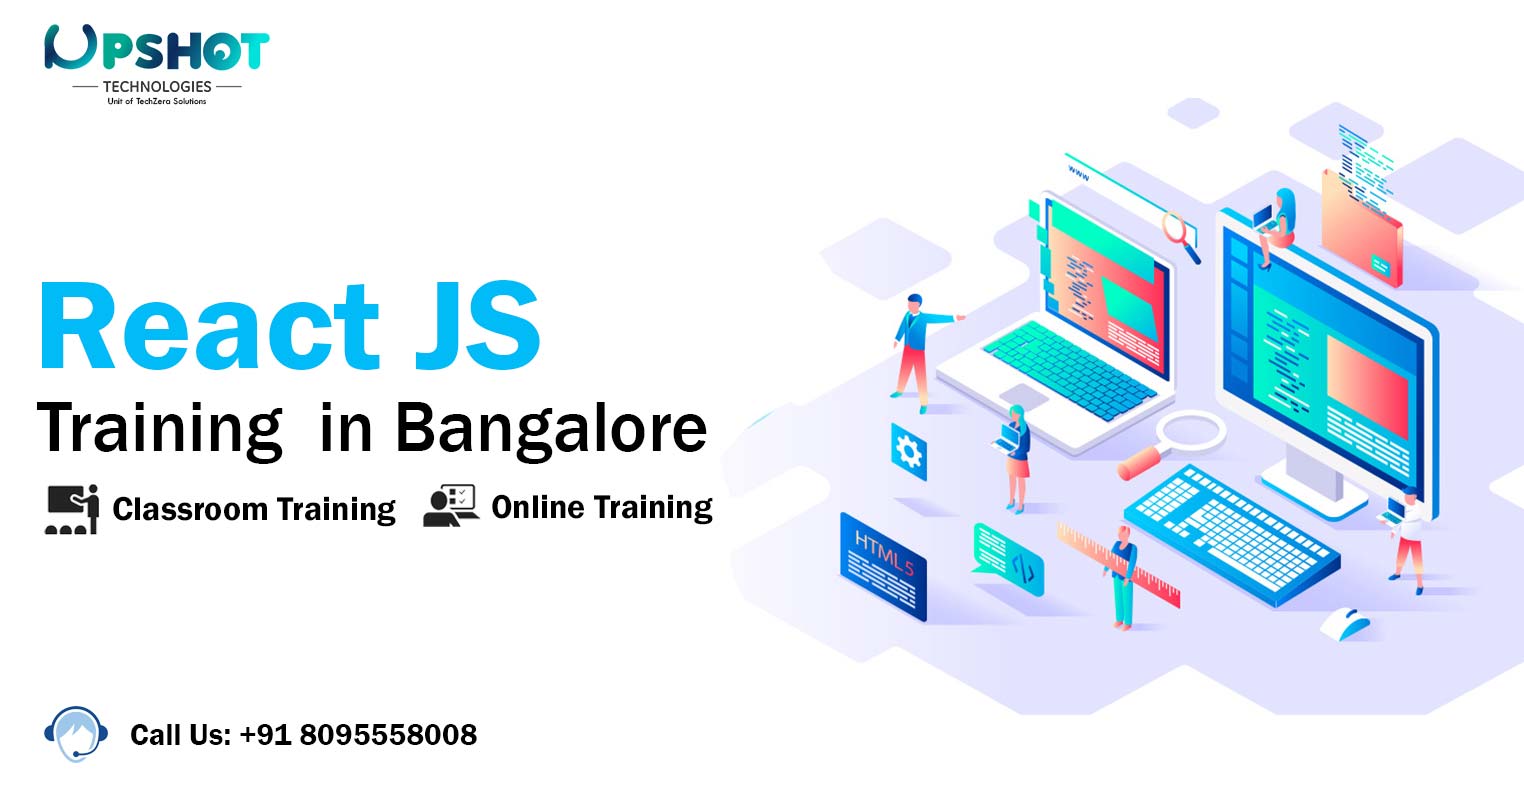 UPSHOT
TECHNOLOGIES
Unit of TechZera Solutions
React JS
Training in Bangalore
Classroom Training
Online Training
Call Us: +91 8095558008
www
HTML5
</>